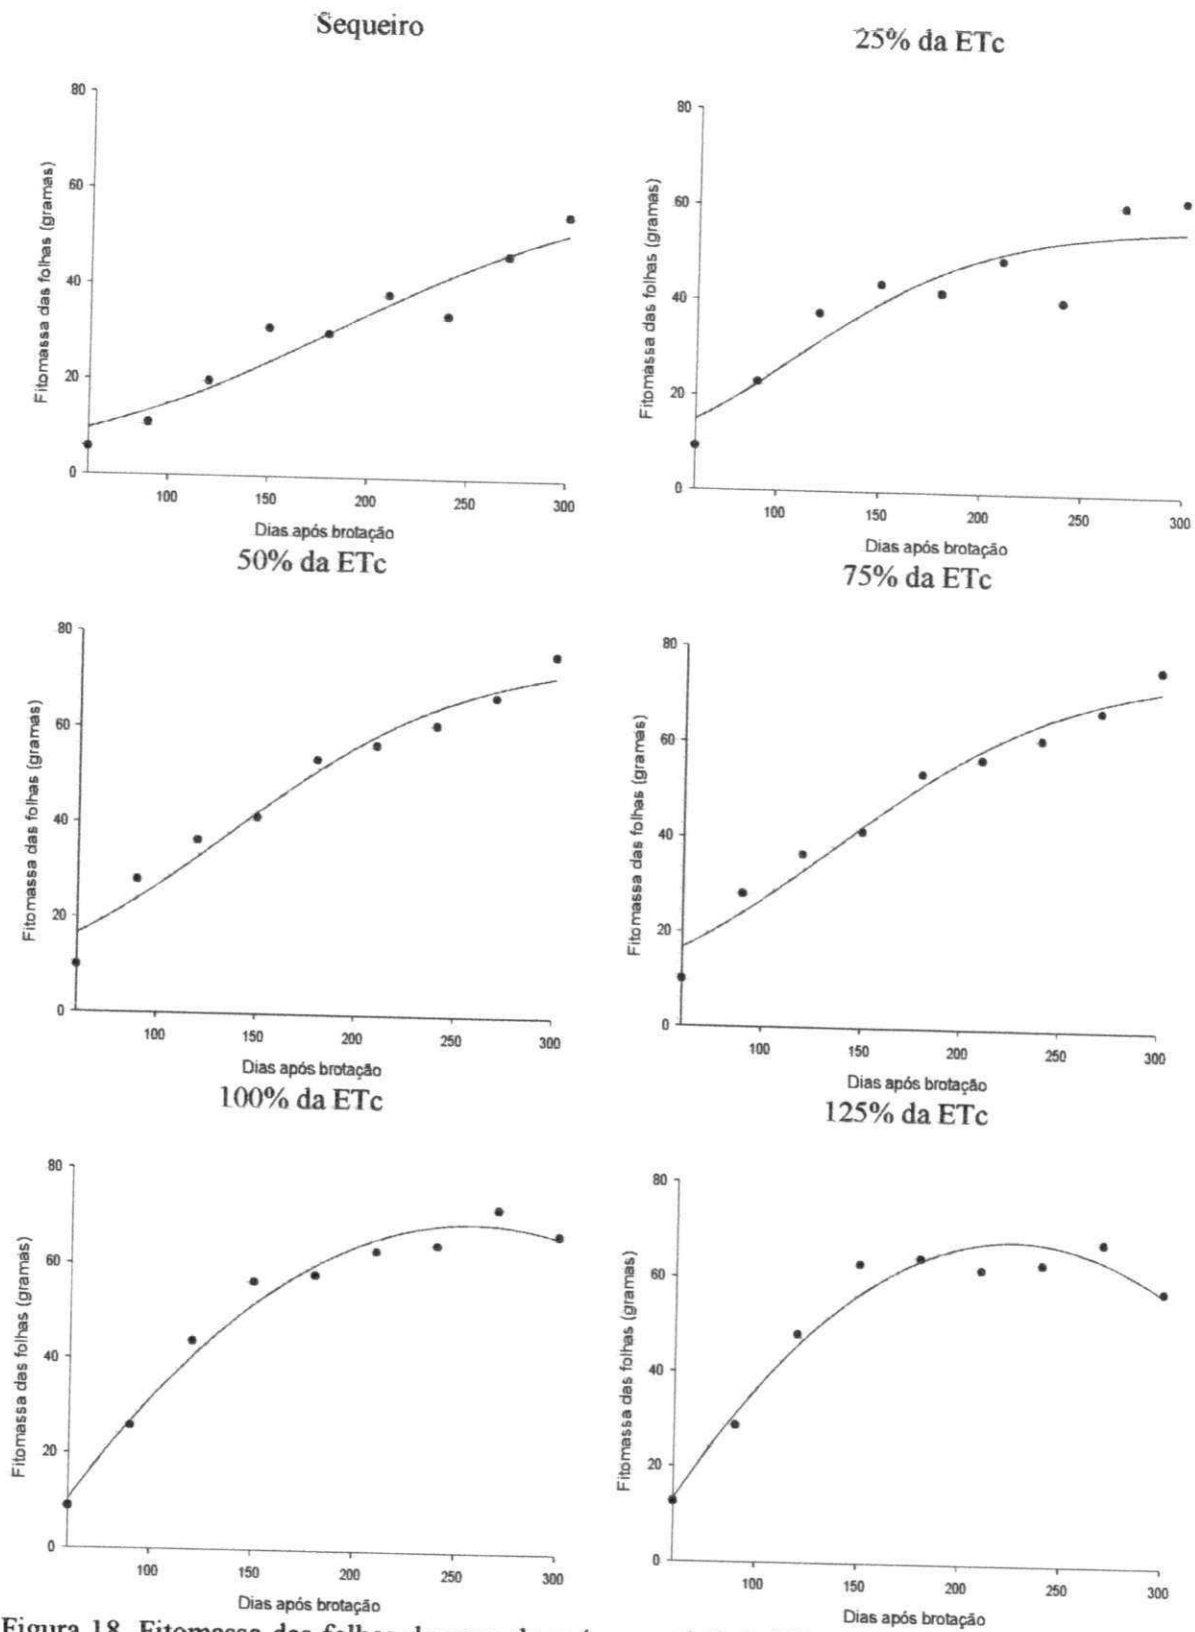 Sequeiro
80
60
40
20
0
Fitomassa das folhas (gramas)
100 150 200 250 300
Dias após brotação
25% da ETc
80
60
40
20
0
Fitomassa das folhas (gramas)
100 150 200 250 300
Dias após brotação
50% da ETc
80
60
40
20
0
Fitomassa das folhas (gramas)
100 150 200 250 300
Dias após brotação
75% da ETc
80
60
40
20
0
Fitomassa das folhas (gramas)
100 150 200 250 300
Dias após brotação
100% da ETc
80
60
40
20
0
Fitomassa das folhas (gramas)
100 150 200 250 300
Dias após brotação
125% da ETc
80
60
40
20
0
Fitomassa das folhas (gramas)
100 150 200 250 300
Dias após brotação
Figura 18. Fitomassa das folhas